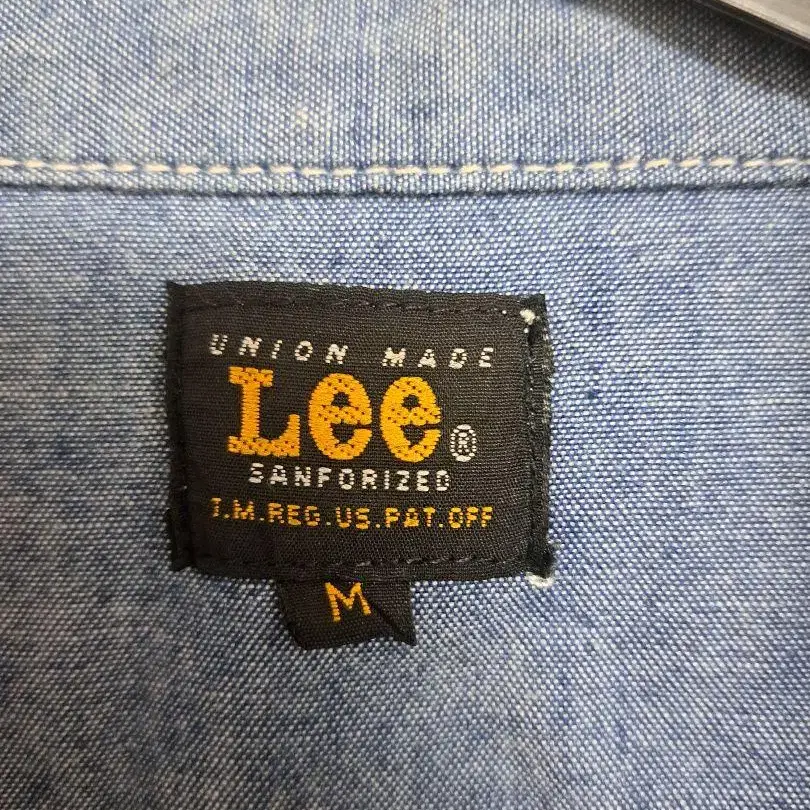 UNION MADE
Lee®
SANFORIZED
T.M.REG.US.PAT.OFF
M